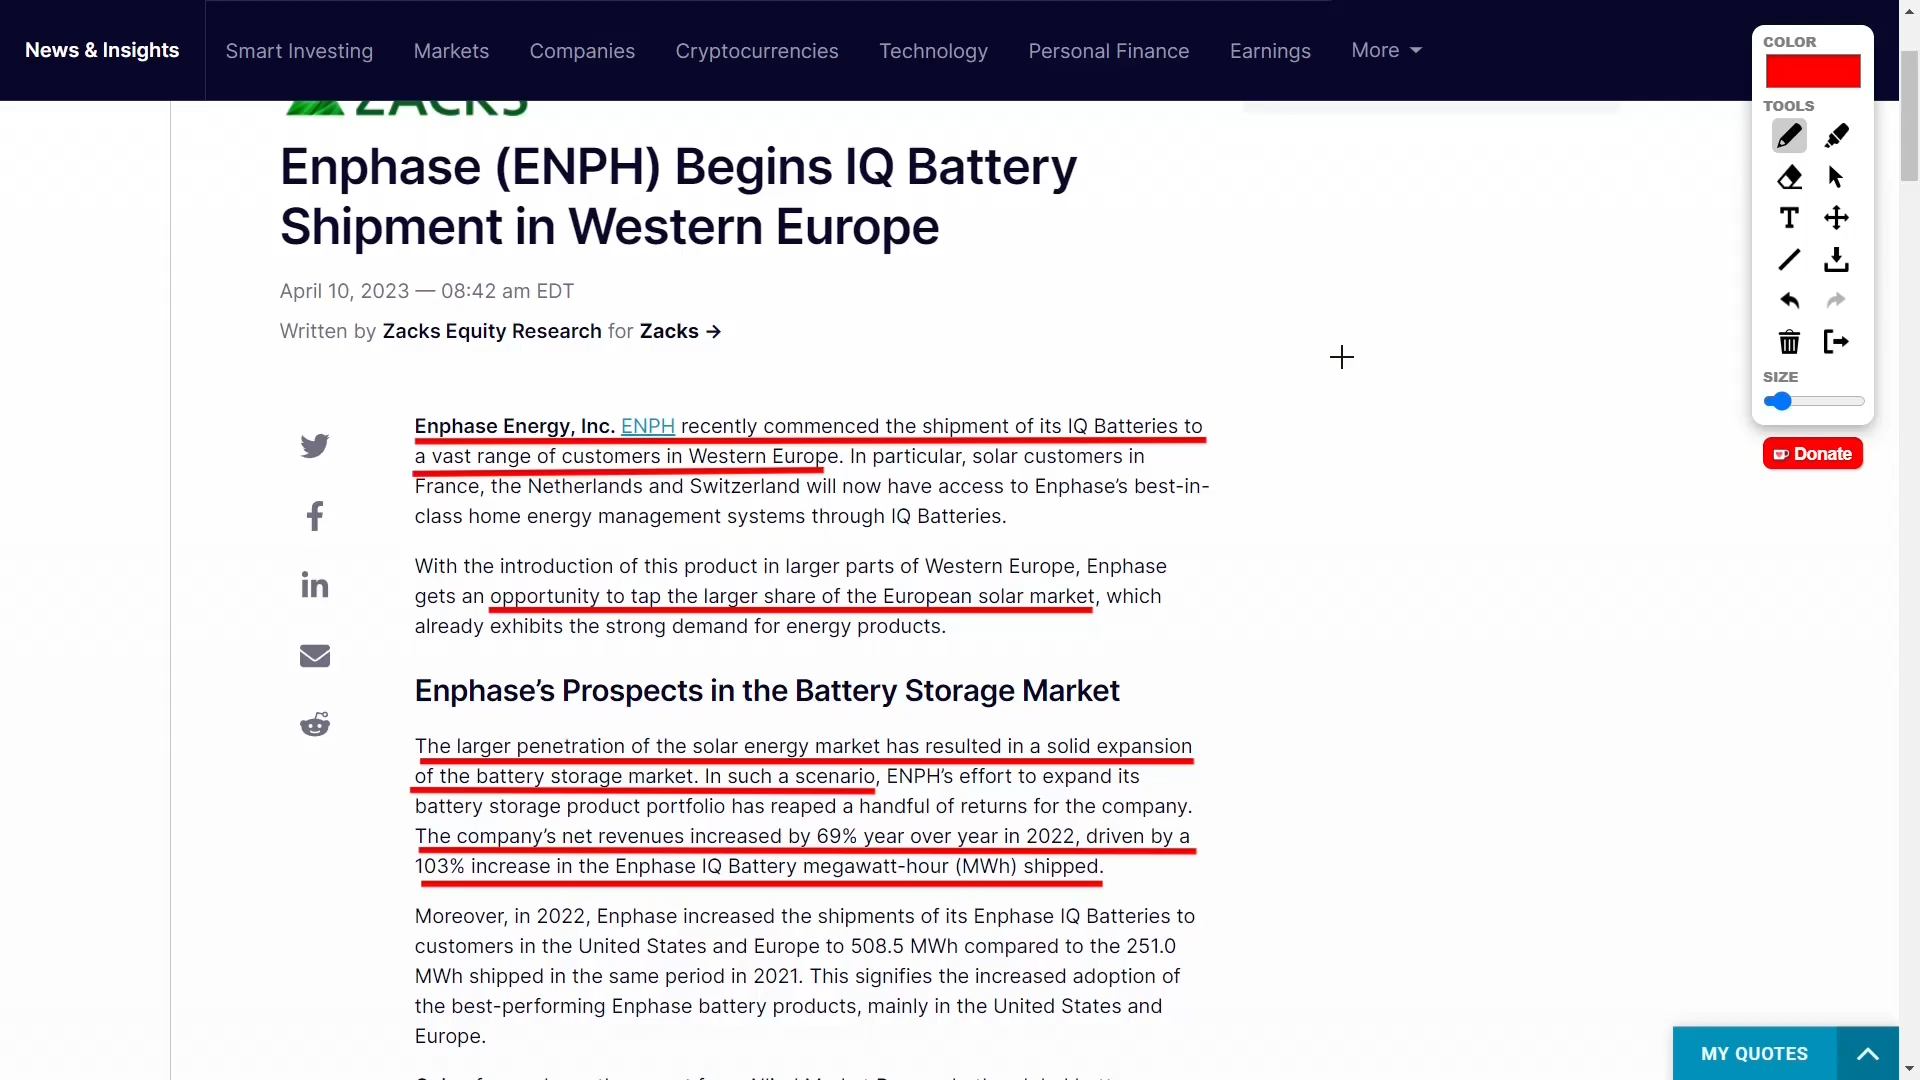 News & Insights
Smart Investing
Markets
Companies
Cryptocurrencies
Technology
Personal Finance
Earnings
More
COLOR
TOOLS
T
SIZE
Donate
ZACKS
Enphase (ENPH) Begins IQ Battery
Shipment in Western Europe
April 10, 2023 — 08:42 am EDT
Written by Zacks Equity Research for Zacks →
Enphase Energy, Inc. ENPH recently commenced the shipment of its IQ Batteries to
a vast range of customers in Western Europe. In particular, solar customers in
France, the Netherlands and Switzerland will now have access to Enphase’s best-in-
class home energy management systems through IQ Batteries.
With the introduction of this product in larger parts of Western Europe, Enphase
gets an opportunity to tap the larger share of the European solar market, which
already exhibits the strong demand for energy products.
Enphase’s Prospects in the Battery Storage Market
The larger penetration of the solar energy market has resulted in a solid expansion
of the battery storage market. In such a scenario, ENPH’s effort to expand its
battery storage product portfolio has reaped a handful of returns for the company.
The company’s net revenues increased by 69% year over year in 2022, driven by a
103% increase in the Enphase IQ Battery megawatt-hour (MWh) shipped.
Moreover, in 2022, Enphase increased the shipments of its Enphase IQ Batteries to
customers in the United States and Europe to 508.5 MWh compared to the 251.0
MWh shipped in the same period in 2021. This signifies the increased adoption of
the best-performing Enphase battery products, mainly in the United States and
Europe.
MY QUOTES